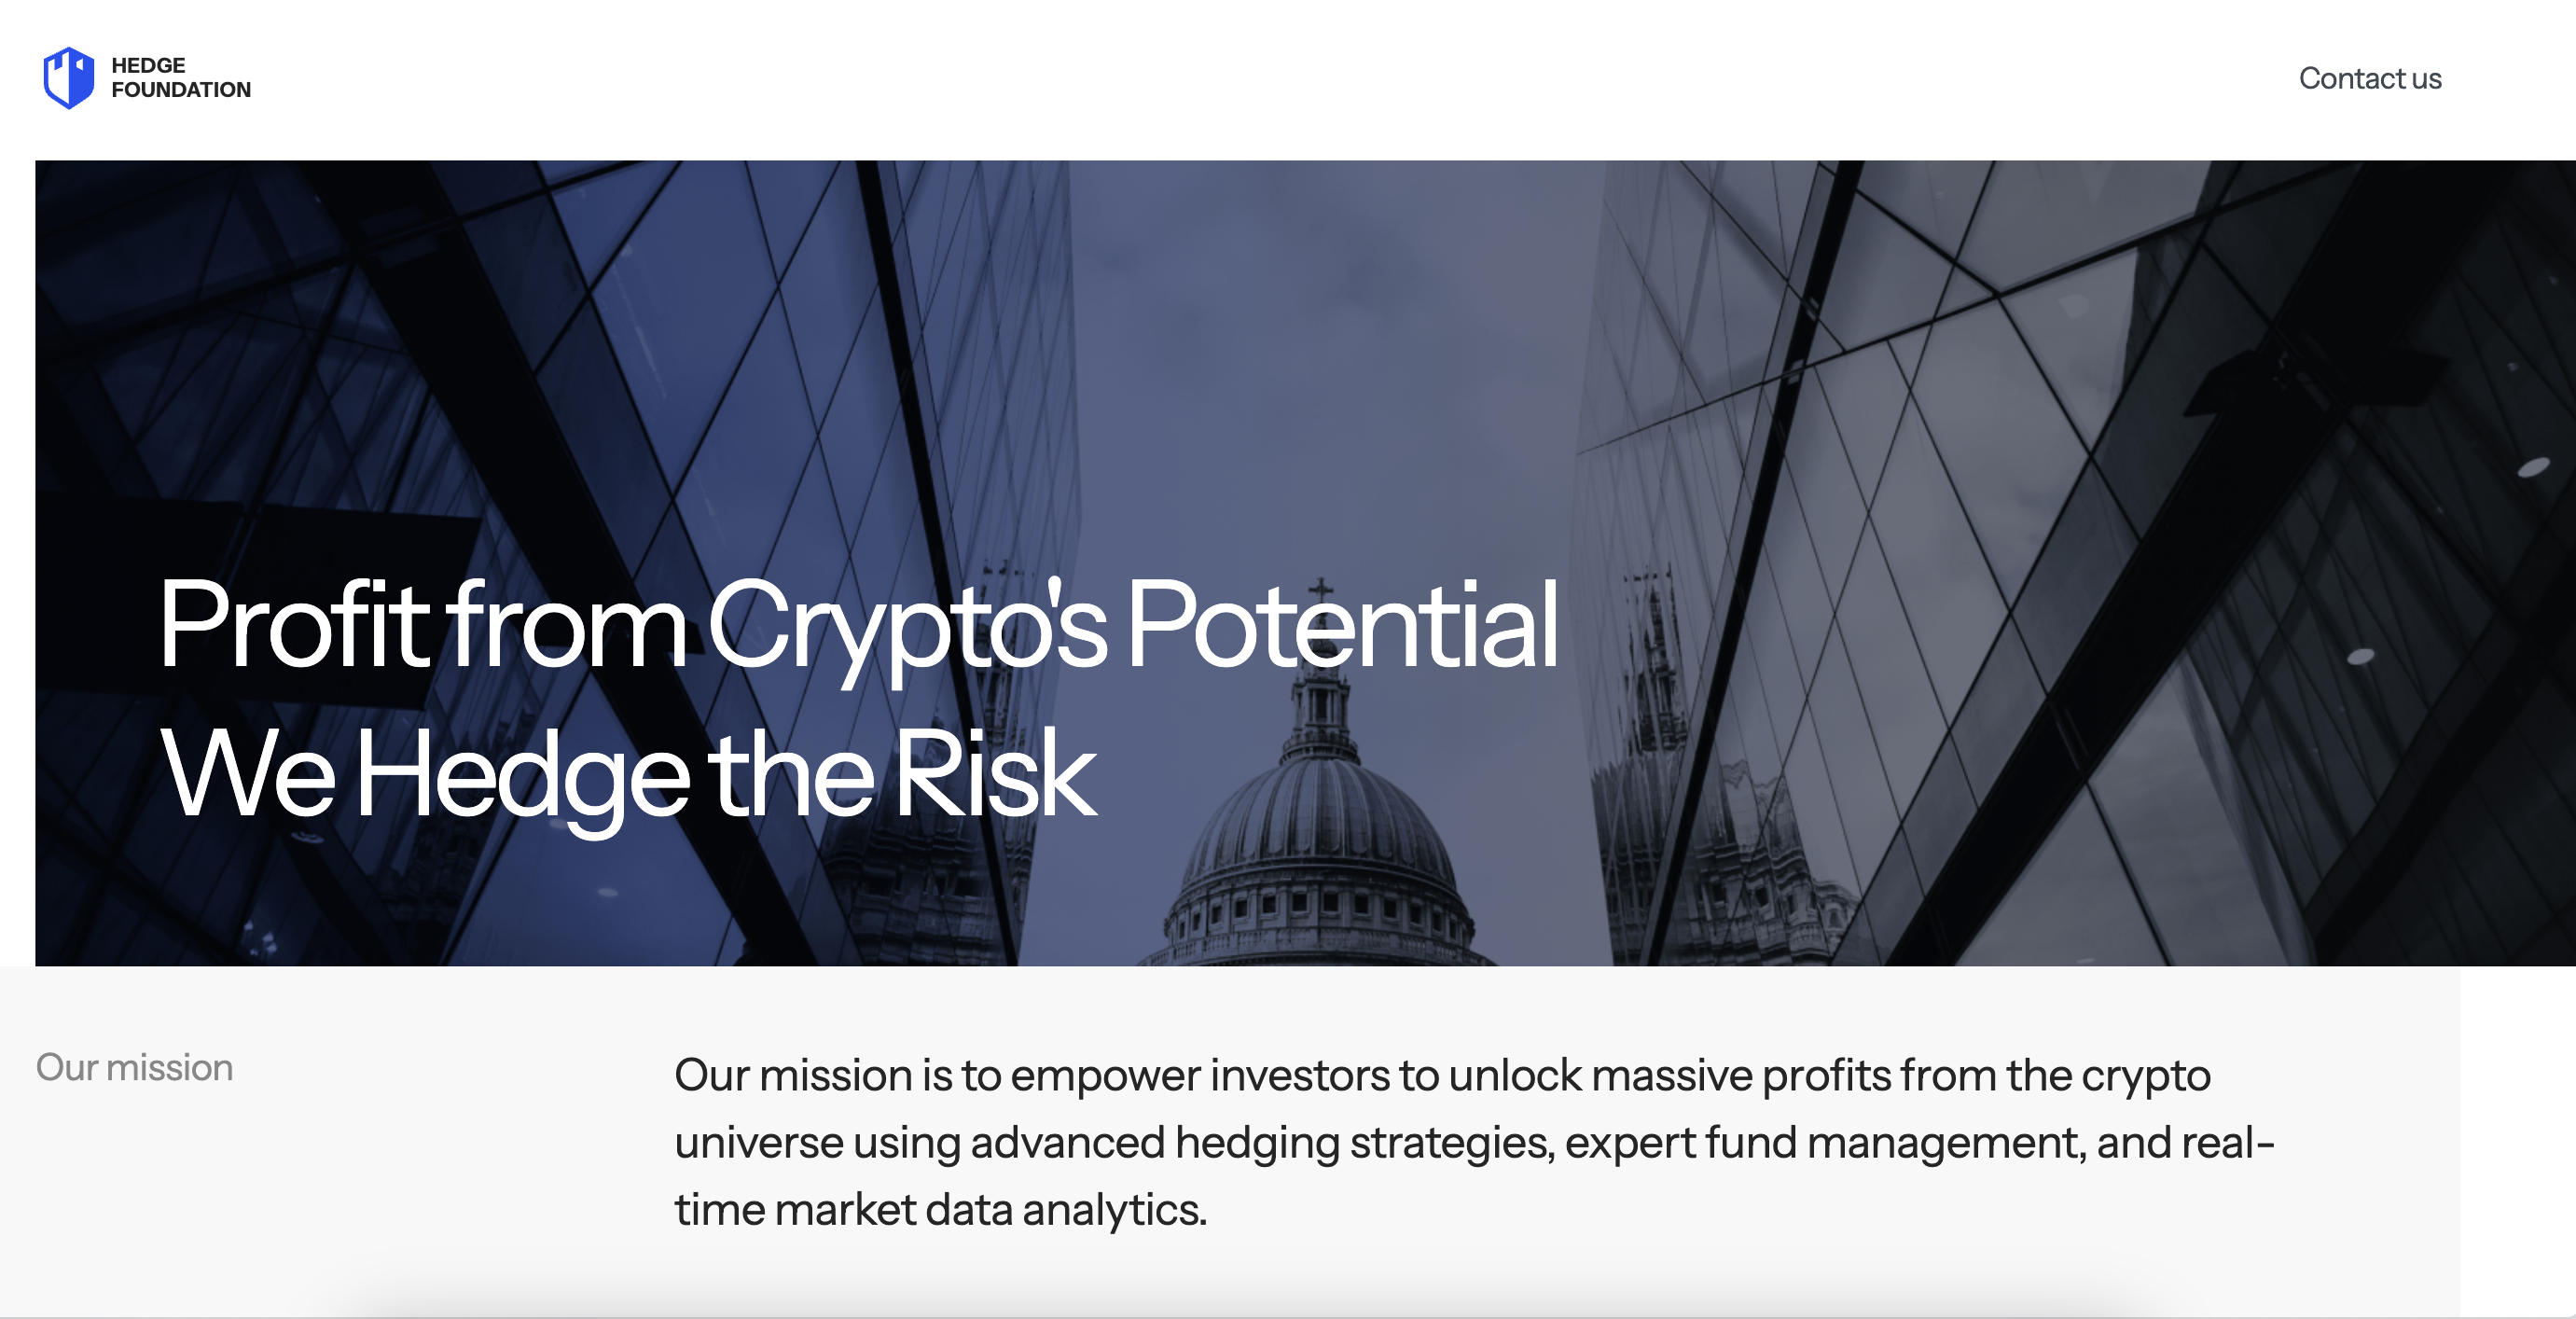 HEDGE
FOUNDATION
Contact us
Profit from Crypto's Potential
We Hedge the Risk
Our mission
Our mission is to empower investors to unlock massive profits from the crypto
universe using advanced hedging strategies, expert fund management, and real-
time market data analytics.